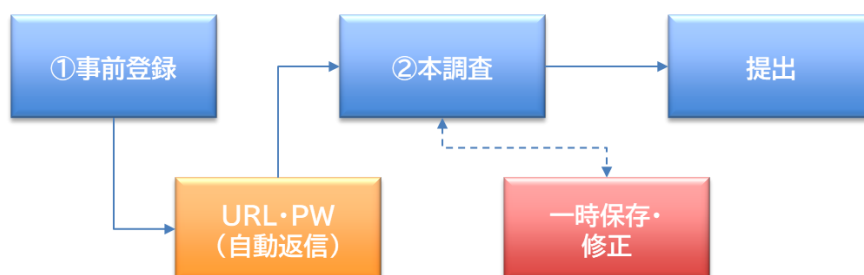 ①事前登録
②本調査
提出
URL・PW
（自動返信）
一時保存・
修正